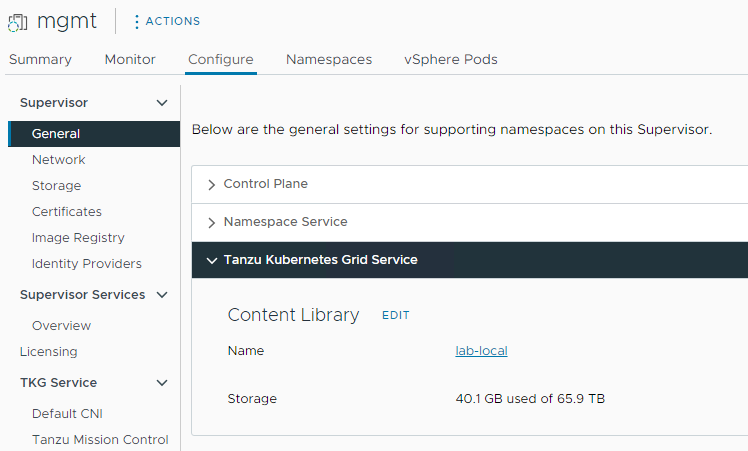 mgmt
ACTIONS
Summary
Monitor
Configure
Namespaces
vSphere Pods
Supervisor
General
Network
Storage
Certificates
Image Registry
Identity Providers
Supervisor Services
Overview
Licensing
TKG Service
Default CNI
Tanzu Mission Control
Below are the general settings for supporting namespaces on this Supervisor.
Control Plane
Namespace Service
Tanzu Kubernetes Grid Service
Content Library EDIT
Name lab-local
Storage 40.1 GB used of 65.9 TB